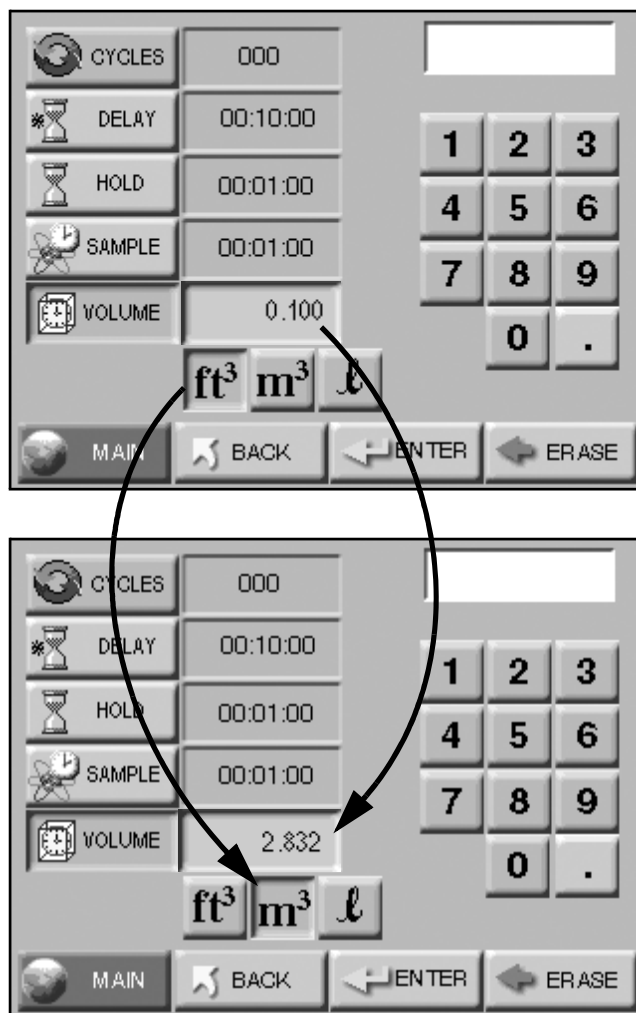 CYCLES 000
DELAY 00:10:00
1 2 3
HOLD 00:01:00
4 5 6
SAMPLE 00:01:00
7 8 9
VOLUME 0.100
0 .
ft³ m³ ℓ
MAIN BACK ENTER ERASE
CYCLES 000
DELAY 00:10:00
1 2 3
HOLD 00:01:00
4 5 6
SAMPLE 00:01:00
7 8 9
VOLUME 2.832
0 .
ft³ m³ ℓ
MAIN BACK ENTER ERASE